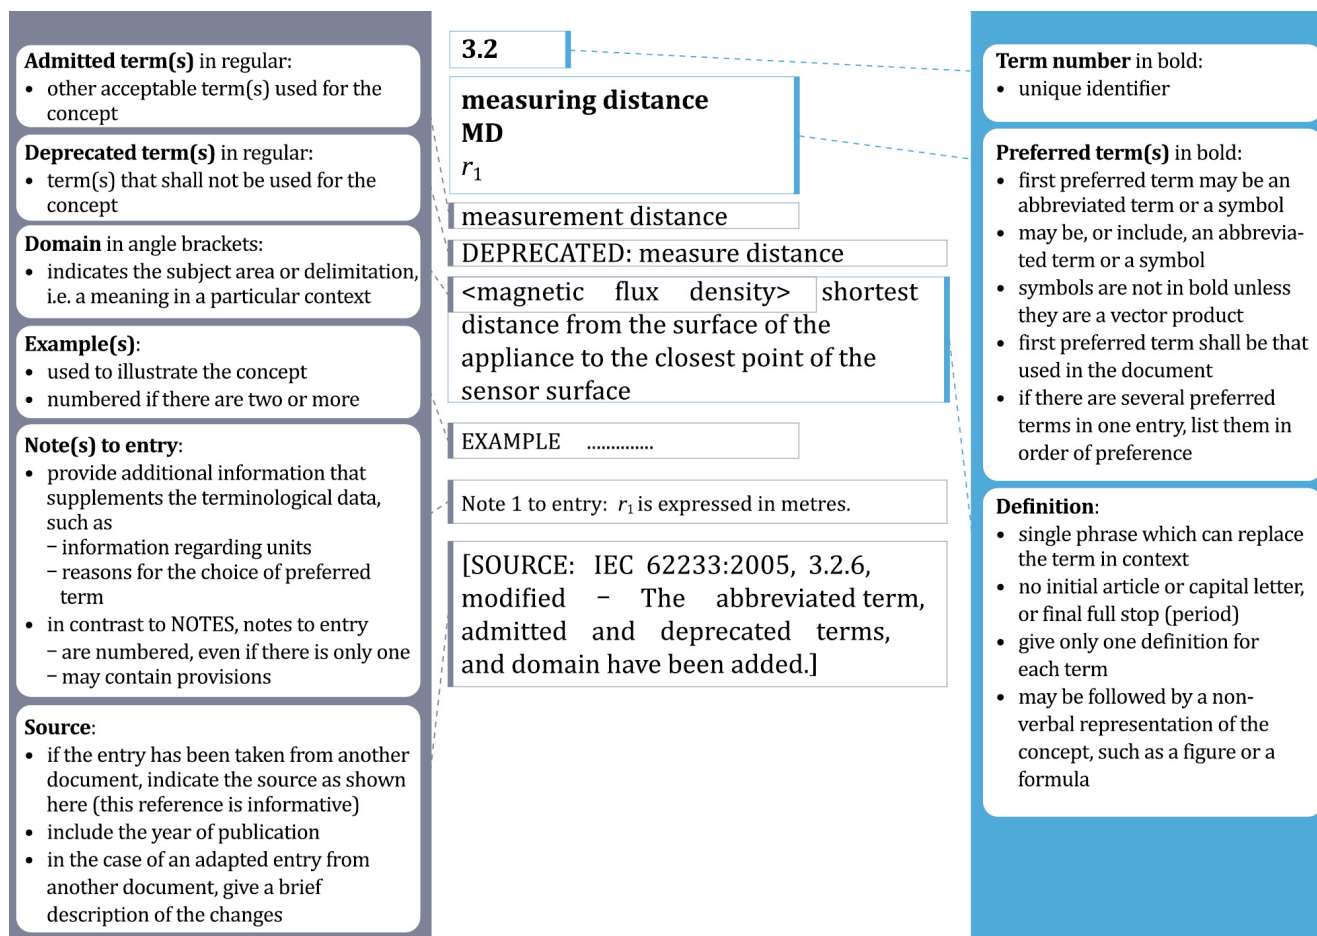 Admitted term(s) in regular:
• other acceptable term(s) used for the
concept
Deprecated term(s) in regular:
• term(s) that shall not be used for the
concept
Domain in angle brackets:
• indicates the subject area or delimitation,
i.e. a meaning in a particular context
Example(s):
• used to illustrate the concept
• numbered if there are two or more
Note(s) to entry:
• provide additional information that
supplements the terminological data,
such as
– information regarding units
– reasons for the choice of preferred
term
• in contrast to NOTES, notes to entry
– are numbered, even if there is only one
– may contain provisions
Source:
• if the entry has been taken from another
document, indicate the source as shown
here (this reference is informative)
• include the year of publication
• in the case of an adapted entry from
another document, give a brief
description of the changes
3.2
measuring distance
MD
r1
measurement distance
DEPRECATED: measure distance
<magnetic flux density> shortest
distance from the surface of the
appliance to the closest point of the
sensor surface
EXAMPLE ..............
Note 1 to entry: r1 is expressed in metres.
[SOURCE: IEC 62233:2005, 3.2.6,
modified – The abbreviated term,
admitted and deprecated terms,
and domain have been added.]
Term number in bold:
• unique identifier
Preferred term(s) in bold:
• first preferred term may be an
abbreviated term or a symbol
• may be, or include, an abbrevia-
ted term or a symbol
• symbols are not in bold unless
they are a vector product
• first preferred term shall be that
used in the document
• if there are several preferred
terms in one entry, list them in
order of preference
Definition:
• single phrase which can replace
the term in context
• no initial article or capital letter,
or final full stop (period)
• give only one definition for
each term
• may be followed by a non-
verbal representation of the
concept, such as a figure or a
formula